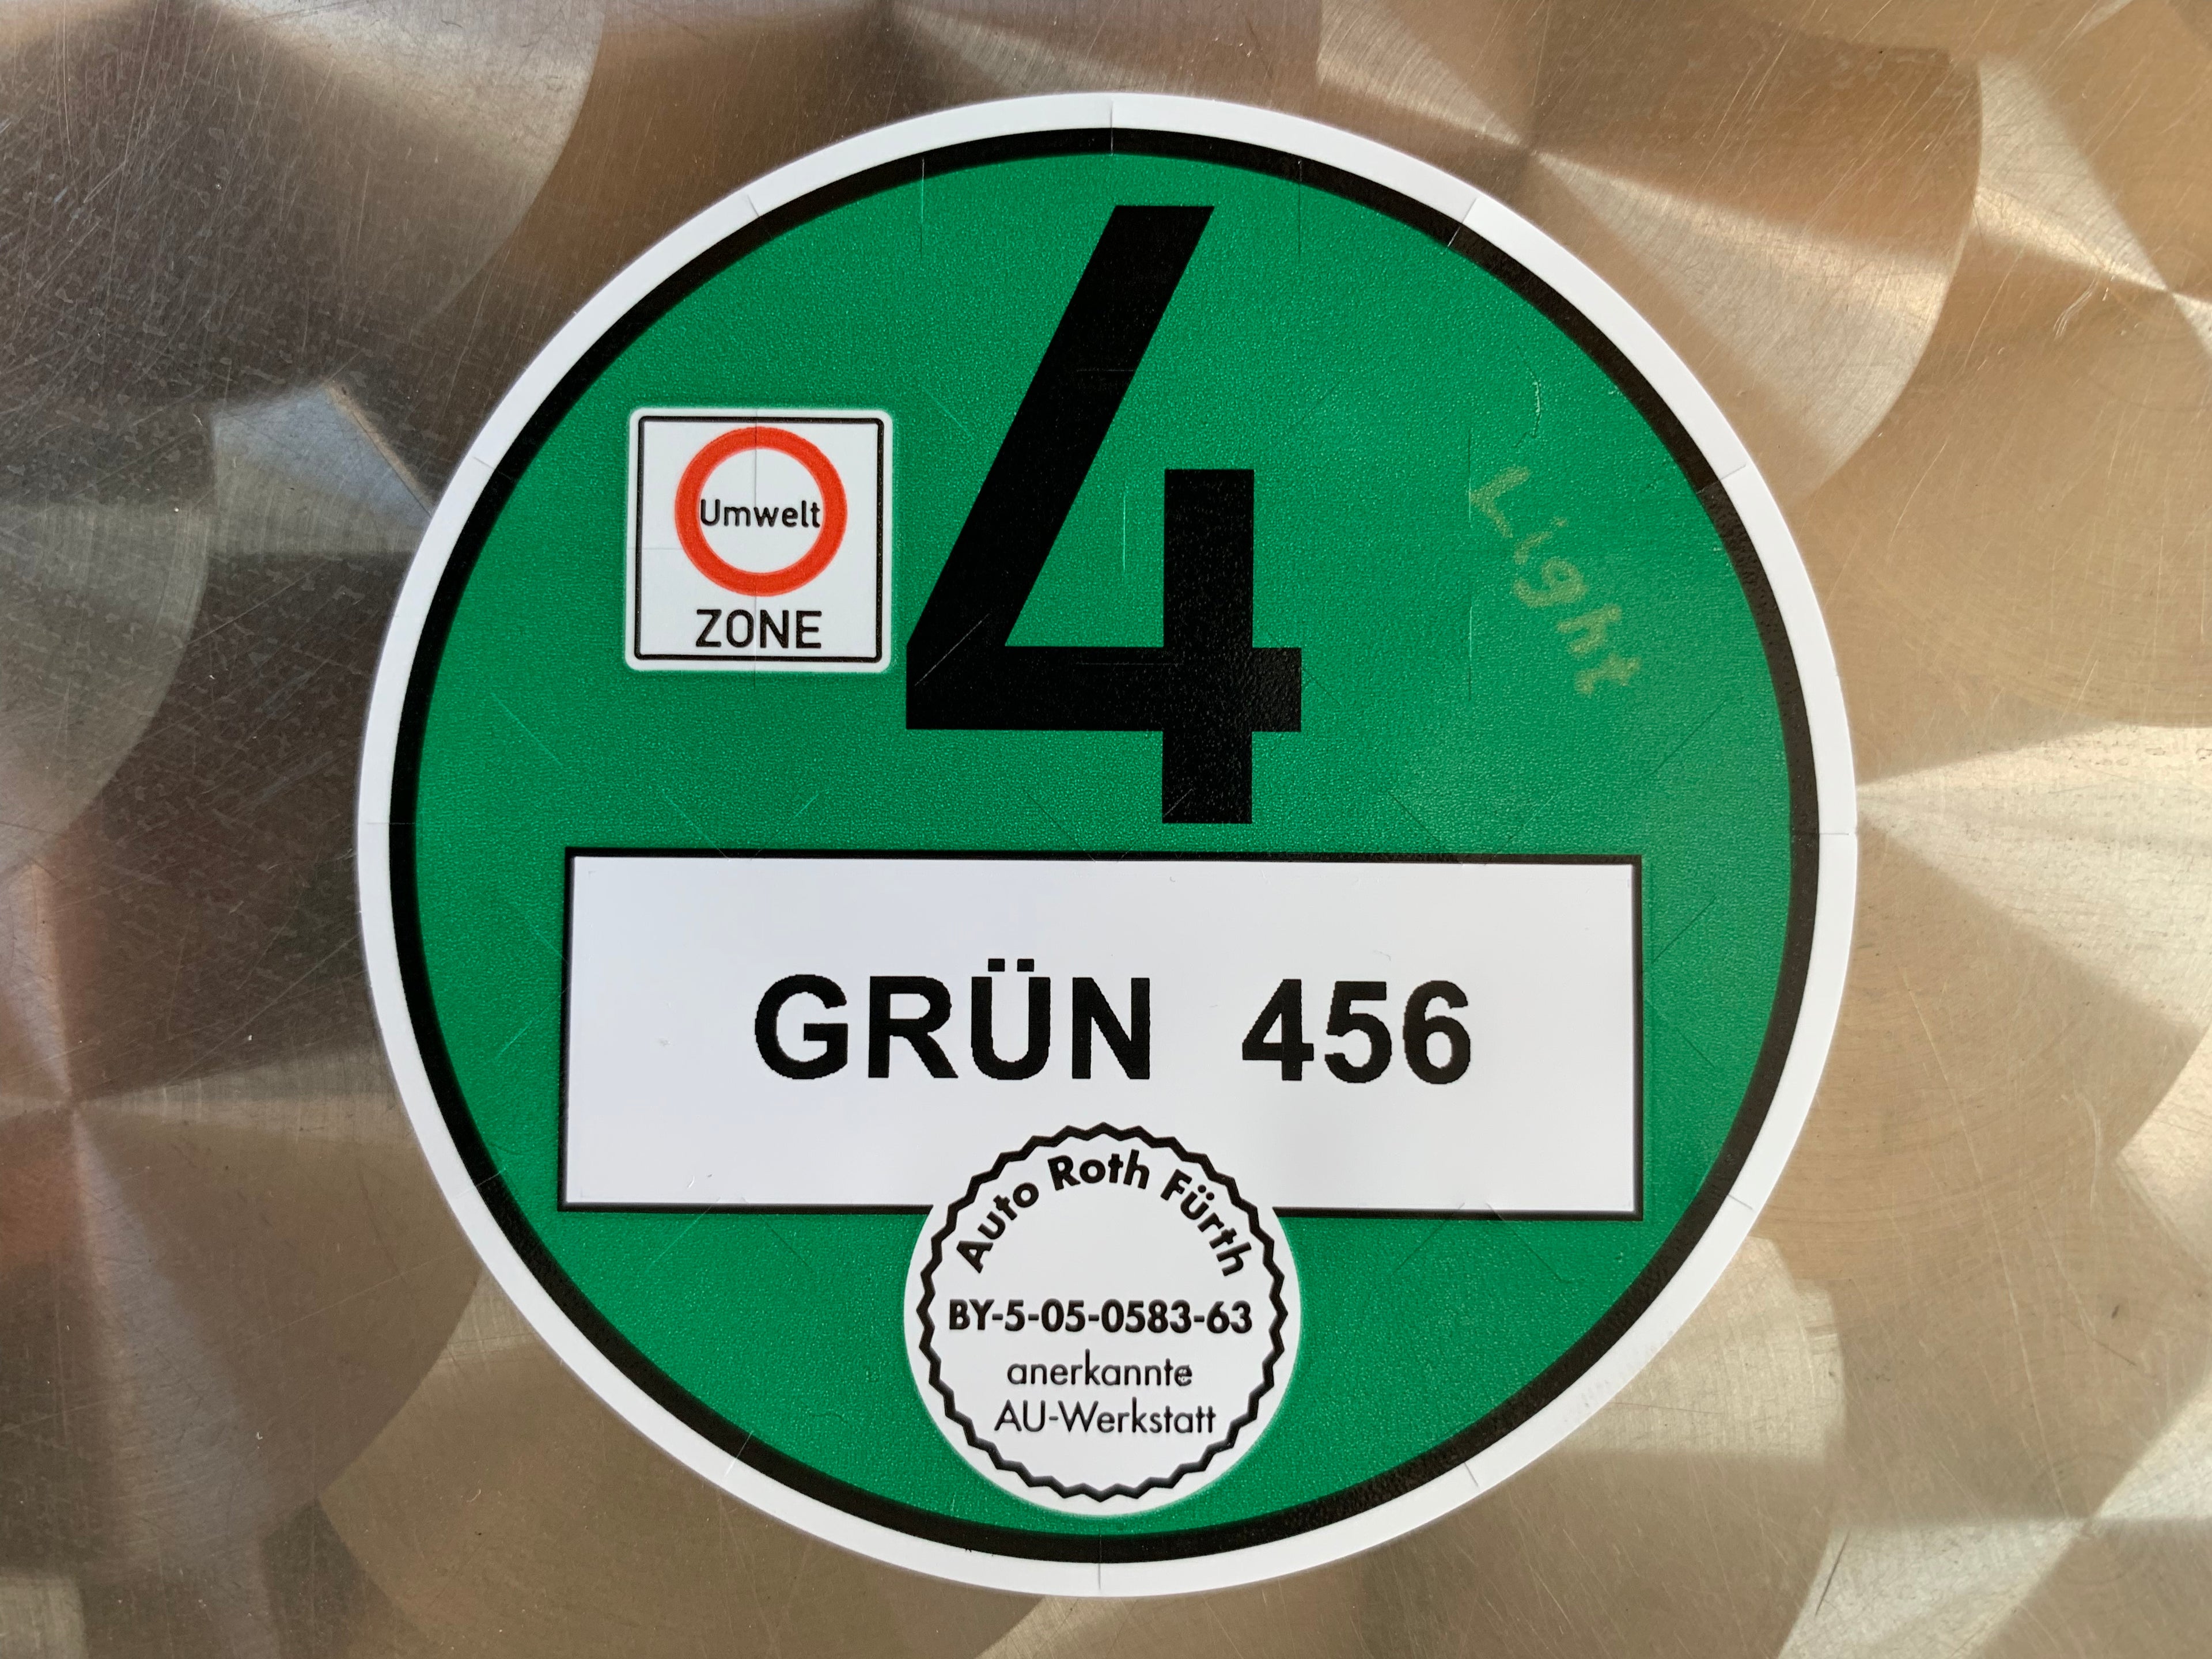 4
Umwelt
ZONE
Light
GRÜN 456
Auto Roth Fürth
BY-5-05-0583-63
anerkannte
AU-Werkstatt